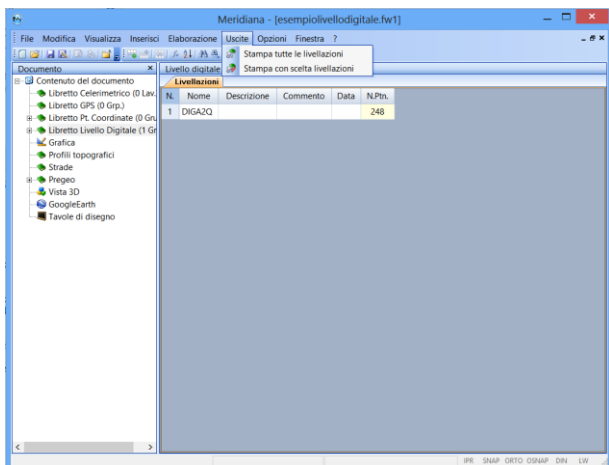 Meridiana - [esempiolivellodigitale.fw1]
File Modifica Visualizza Inserisci Elaborazione Uscite Opzioni Finestra ?
Stampa tutte le livellazioni
Stampa con scelta livellazioni
Documento
Contenuto del documento
Libretto Celerimetrico (0 Lav.
Libretto GPS (0 Grp.)
Libretto Pt. Coordinate (0 Gru
Libretto Livello Digitale (1 Gr
Grafica
Profili topografici
Strade
Pregeo
Vista 3D
GoogleEarth
Tavole di disegno
Livello digitale
Livellazioni
N. Nome Descrizione Commento Data N.Ptn.
1 DIGA2Q 248
IPR SNAP ORTO OSNAP DIN LW